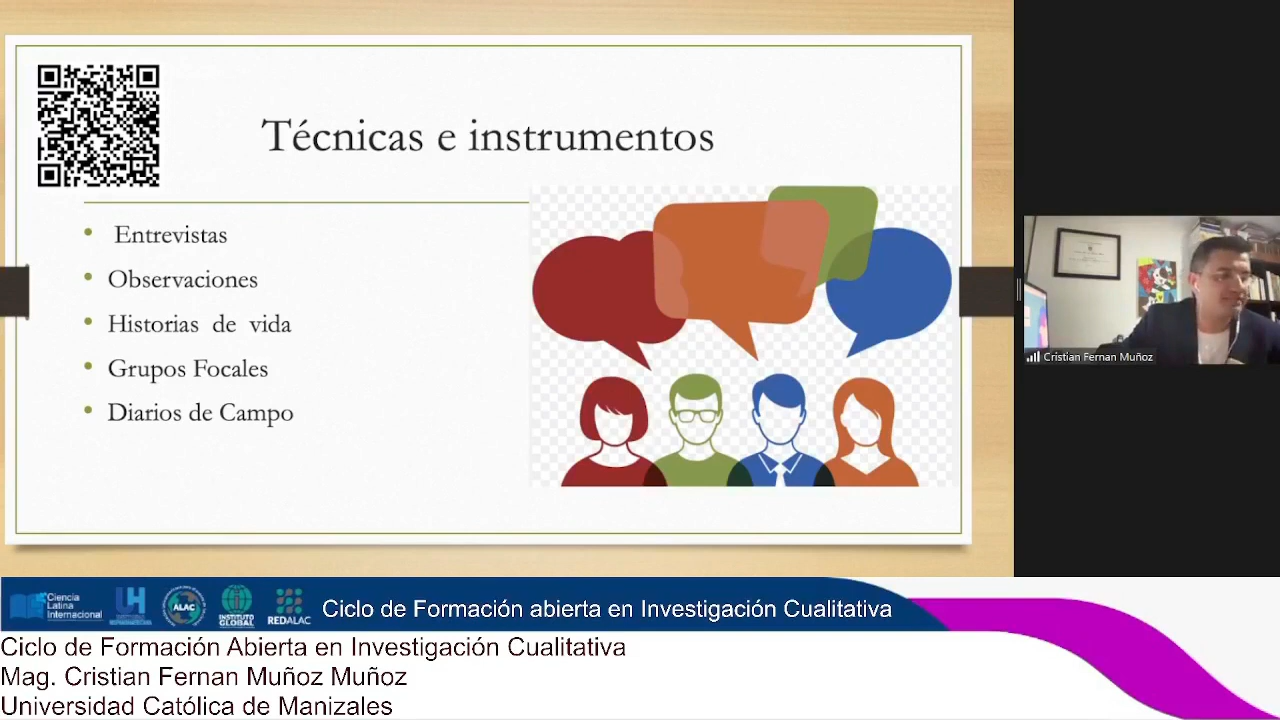 Técnicas e instrumentos
Entrevistas
Observaciones
Historias de vida
Grupos Focales
Diarios de Campo
Cristian Fernan Muñoz
Ciencia
Latina
Internacional
UH
ALAC
INSTITUTO
GLOBAL
REDALAC
Ciclo de Formación abierta en Investigación Cualitativa
Ciclo de Formación Abierta en Investigación Cualitativa
Mag. Cristian Fernan Muñoz Muñoz
Universidad Católica de Manizales